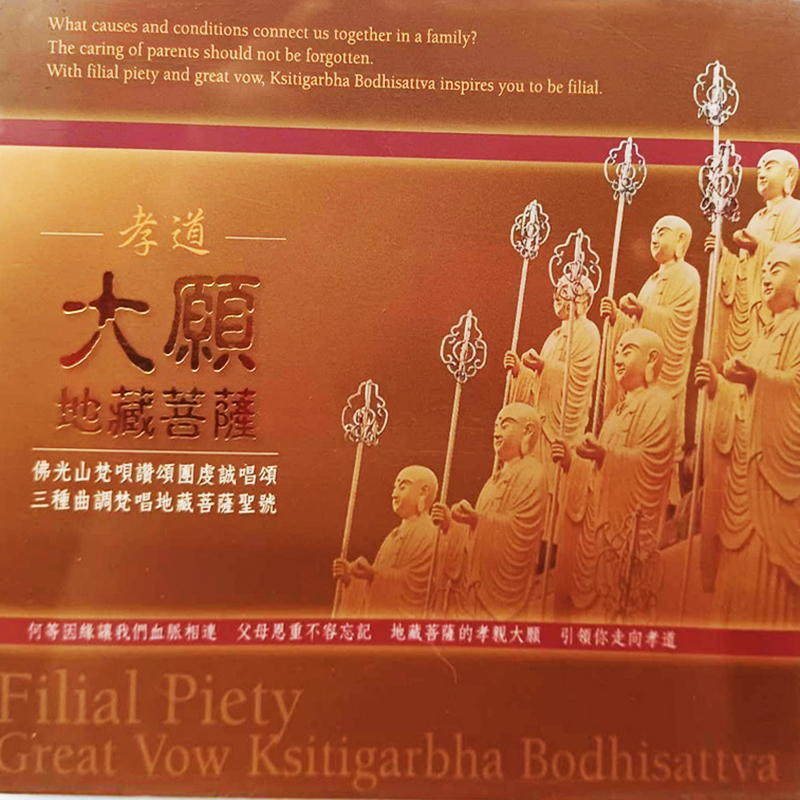 What causes and conditions connect us together in a family?
The caring of parents should not be forgotten.
With filial piety and great vow, Ksitigarbha Bodhisattva inspires you to be filial.
孝道
大願
地藏菩薩
佛光山梵唄讚頌團虔誠唱頌
三種曲調梵唱地藏菩薩聖號
何等因緣讓我們血脈相連 父母恩重不容忘記 地藏菩薩的孝親大願 引領你走向孝道
Filial Piety
Great Vow Ksitigarbha Bodhisattva